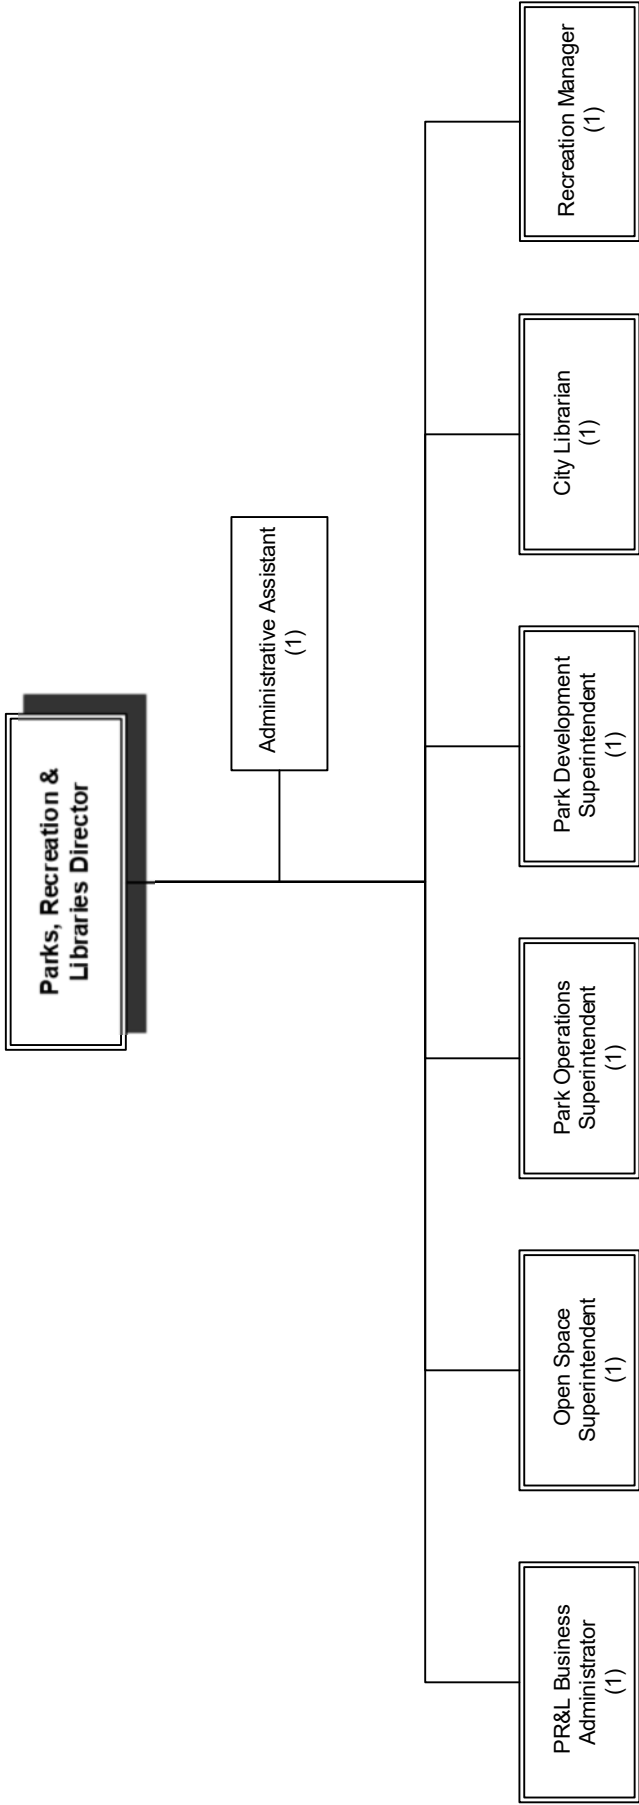 Parks, Recreation &
Libraries Director
Administrative Assistant
(1)
PR&L Business
Administrator
(1)
Open Space
Superintendent
(1)
Park Operations
Superintendent
(1)
Park Development
Superintendent
(1)
City Librarian
(1)
Recreation Manager
(1)